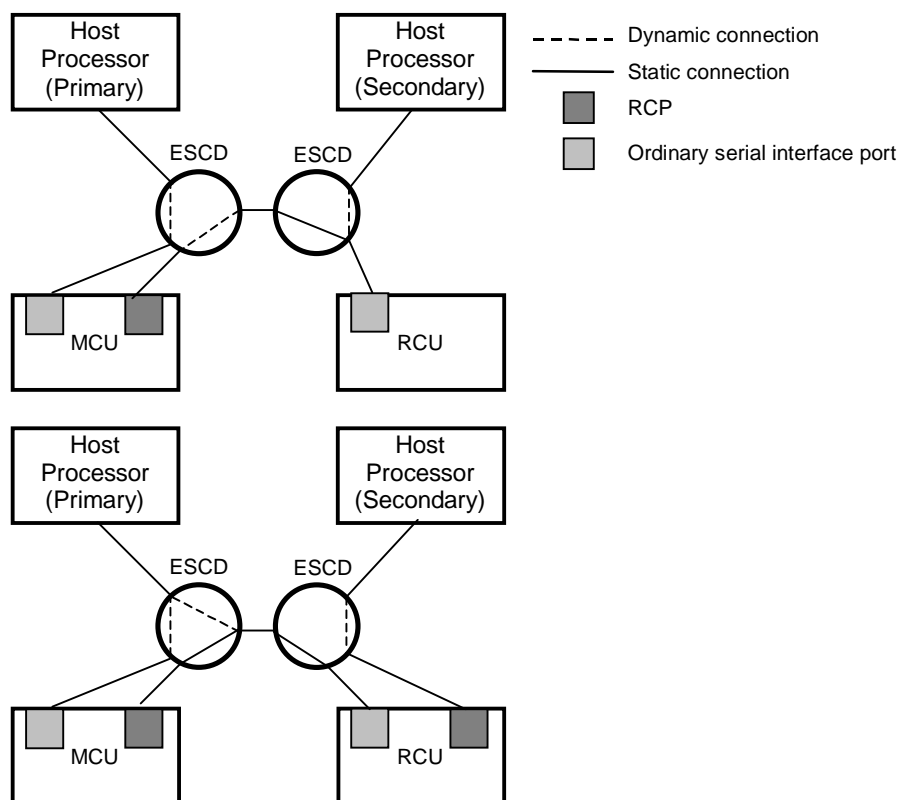 Host
Processor
(Primary)
Host
Processor
(Secondary)
Dynamic connection
Static connection
RCP
Ordinary serial interface port
ESCD
ESCD
MCU
RCU
Host
Processor
(Primary)
Host
Processor
(Secondary)
ESCD
ESCD
MCU
RCU